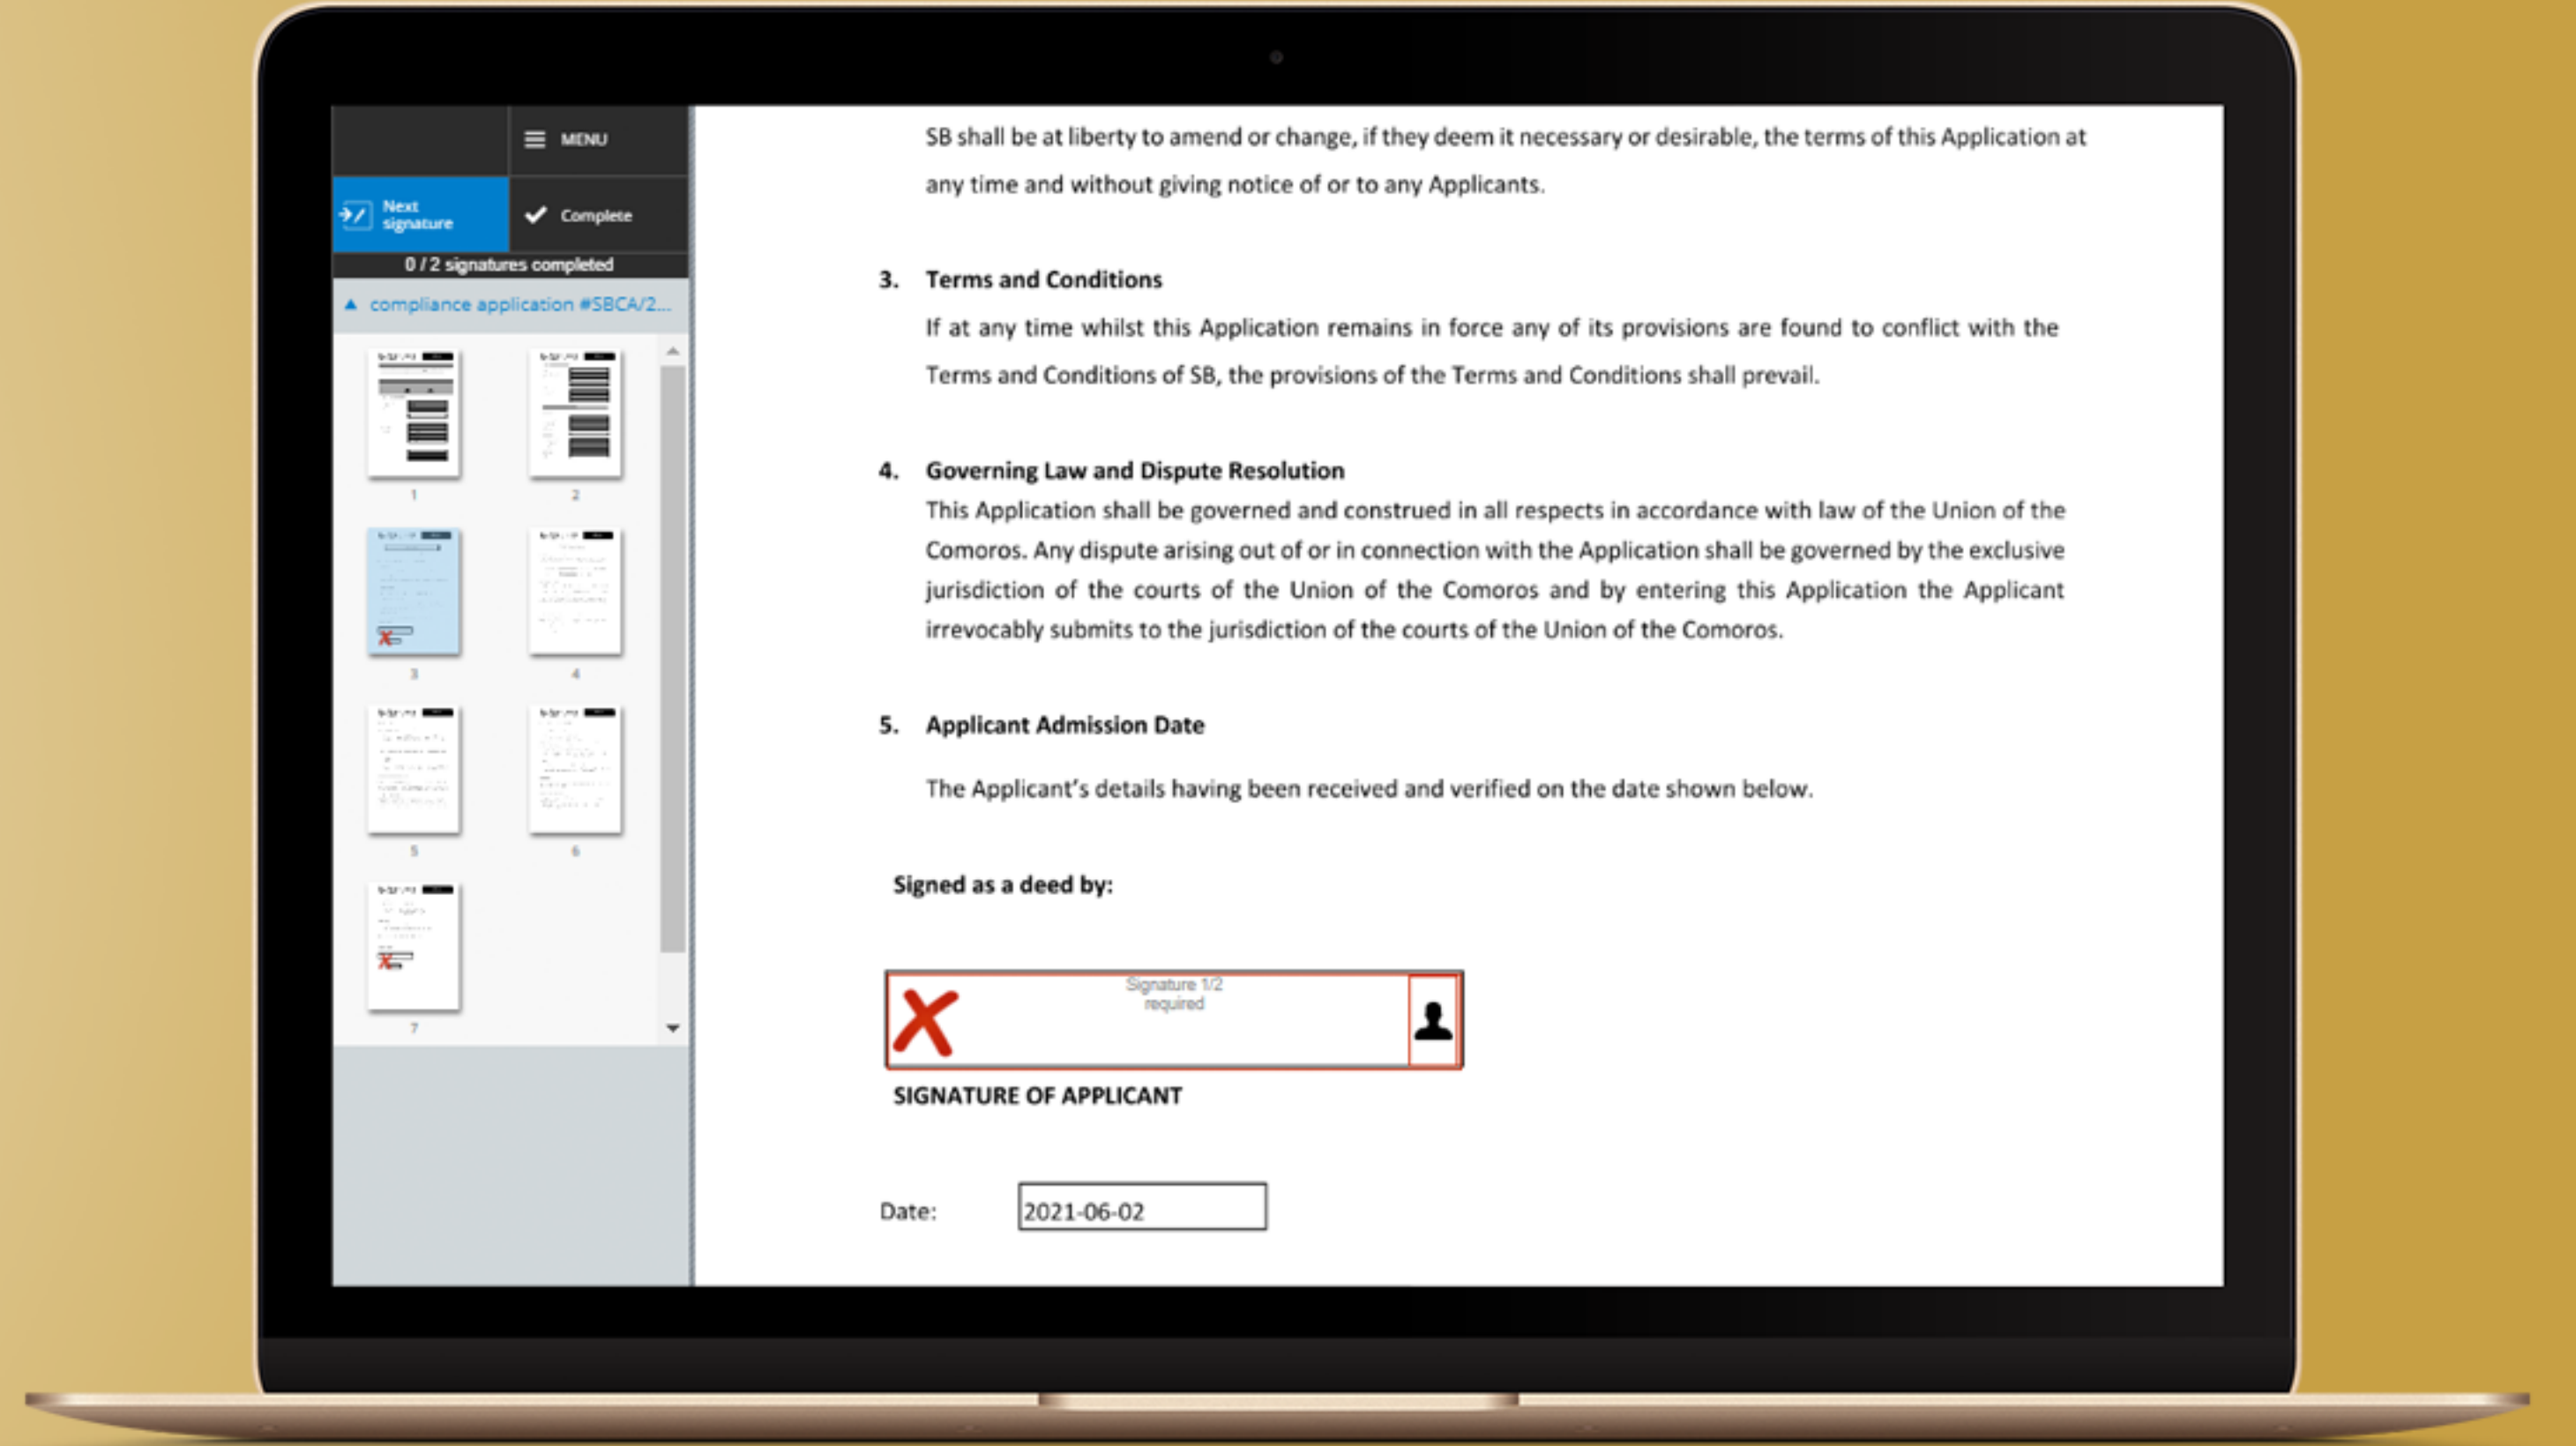 MENU
Next
signature
Complete
0 / 2 signatures completed
compliance application #SBCA/2...
1
2
3
4
5
6
7
SB shall be at liberty to amend or change, if they deem it necessary or desirable, the terms of this Application at
any time and without giving notice of or to any Applicants.
3. Terms and Conditions
If at any time whilst this Application remains in force any of its provisions are found to conflict with the
Terms and Conditions of SB, the provisions of the Terms and Conditions shall prevail.
4. Governing Law and Dispute Resolution
This Application shall be governed and construed in all respects in accordance with law of the Union of the
Comoros. Any dispute arising out of or in connection with the Application shall be governed by the exclusive
jurisdiction of the courts of the Union of the Comoros and by entering this Application the Applicant
irrevocably submits to the jurisdiction of the courts of the Union of the Comoros.
5. Applicant Admission Date
The Applicant’s details having been received and verified on the date shown below.
Signed as a deed by:
Signature 1/2
required
SIGNATURE OF APPLICANT
Date: 2021-06-02